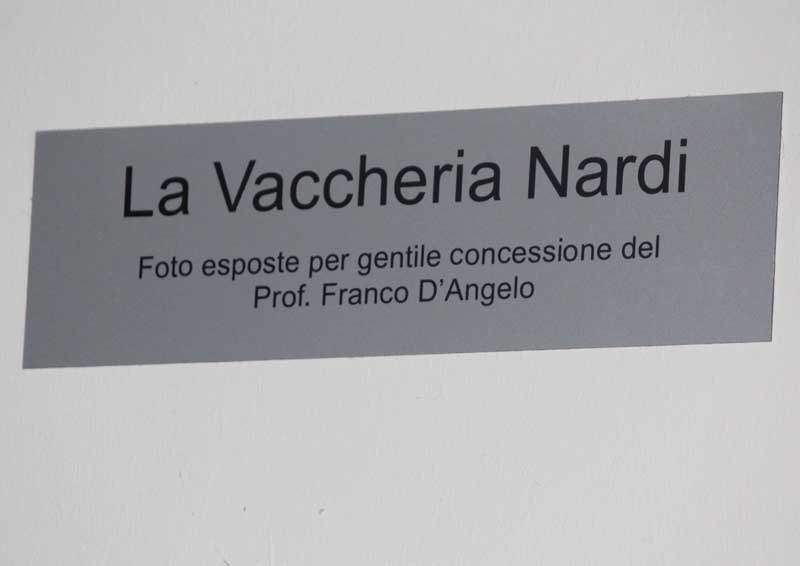 La Vaccheria Nardi
Foto esposte per gentile concessione del
Prof. Franco D'Angelo